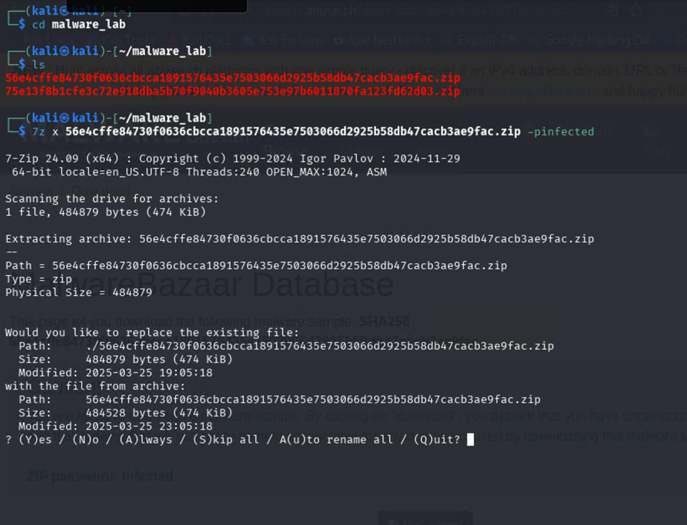 ┌──(kali㉿kali)-[~]
└─$ cd malware_lab
┌──(kali㉿kali)-[~/malware_lab]
└─$ ls
56e4cffe84730f0636cbcca1891576435e7503066d2925b58db47cacb3ae9fac.zip
75e13f8b1cfe3c72e918dba5b70f9040b3605e753e97b6011870fa123fd62d03.zip
┌──(kali㉿kali)-[~/malware_lab]
└─$ 7z x 56e4cffe84730f0636cbcca1891576435e7503066d2925b58db47cacb3ae9fac.zip -pinfected
7-Zip 24.09 (x64) : Copyright (c) 1999-2024 Igor Pavlov : 2024-11-29
64-bit locale=en_US.UTF-8 Threads:240 OPEN_MAX:1024, ASM
Scanning the drive for archives:
1 file, 484879 bytes (474 KiB)
Extracting archive: 56e4cffe84730f0636cbcca1891576435e7503066d2925b58db47cacb3ae9fac.zip
--
Path = 56e4cffe84730f0636cbcca1891576435e7503066d2925b58db47cacb3ae9fac.zip
Type = zip
Physical Size = 484879
Would you like to replace the existing file:
Path: ./56e4cffe84730f0636cbcca1891576435e7503066d2925b58db47cacb3ae9fac.zip
Size: 484879 bytes (474 KiB)
Modified: 2025-03-25 19:05:18
with the file from archive:
Path: 56e4cffe84730f0636cbcca1891576435e7503066d2925b58db47cacb3ae9fac.zip
Size: 484528 bytes (474 KiB)
Modified: 2025-03-25 23:05:18
? (Y)es / (N)o / (A)lways / (S)kip all / A(u)to rename all / (Q)uit?
Database
ZIP password infected